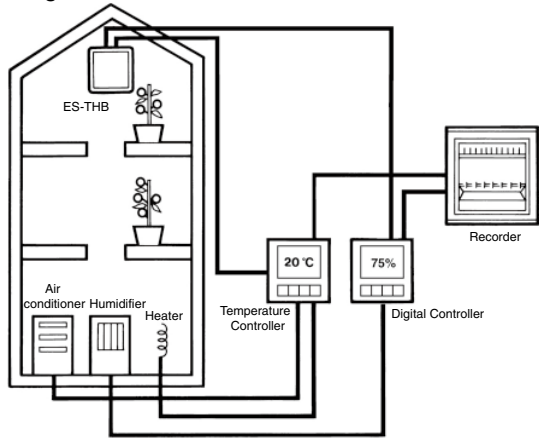 ES-THB
Recorder
20 °C
75%
Air
conditioner
Humidifier
Heater
Temperature
Controller
Digital Controller